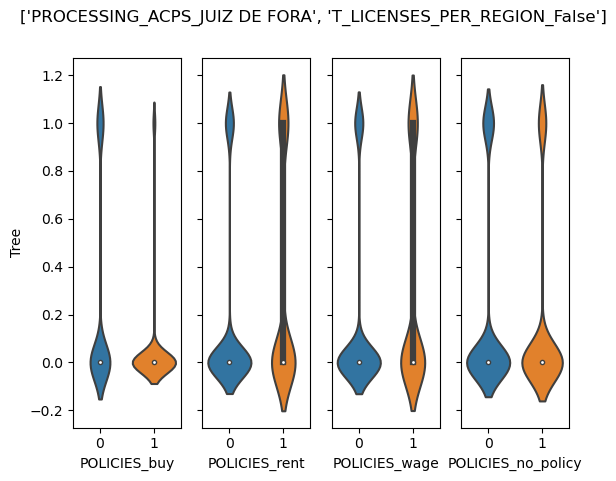 ['PROCESSING_ACPS_JUIZ DE FORA', 'T_LICENSES_PER_REGION_False']
1.2
1.0
0.8
0.6
0.4
0.2
0.0
−0.2
Tree
0 1 0 1 0 1 0 1
POLICIES_buy POLICIES_rent POLICIES_wage POLICIES_no_policy